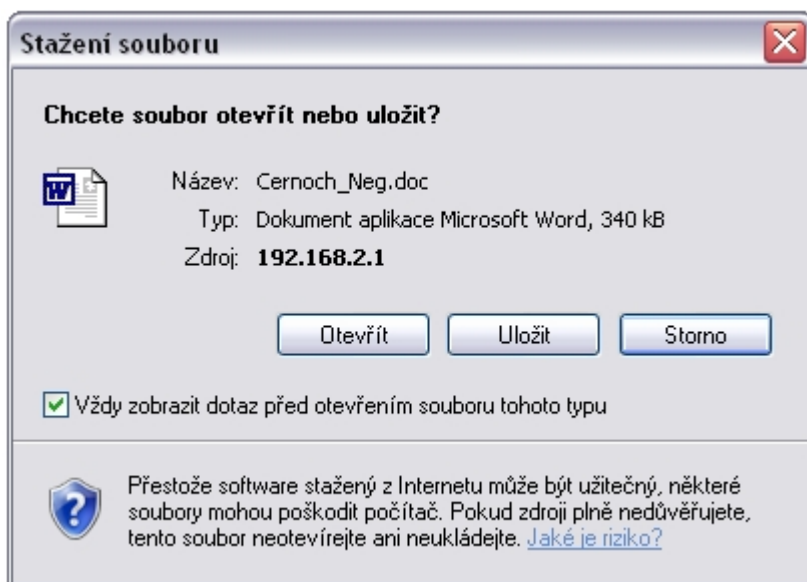 Stažení souboru
Chcete soubor otevřít nebo uložit?
Název: Cernoch_Neg.doc
Typ: Dokument aplikace Microsoft Word, 340 kB
Zdroj: 192.168.2.1
Otevřít Uložit Storno
Vždy zobrazit dotaz před otevřením souboru tohoto typu
Přestože software stažený z Internetu může být užitečný, některé
soubory mohou poškodit počítač. Pokud zdroji plně nedůvěřujete,
tento soubor neotevírejte ani neukládejte. Jaké je riziko?